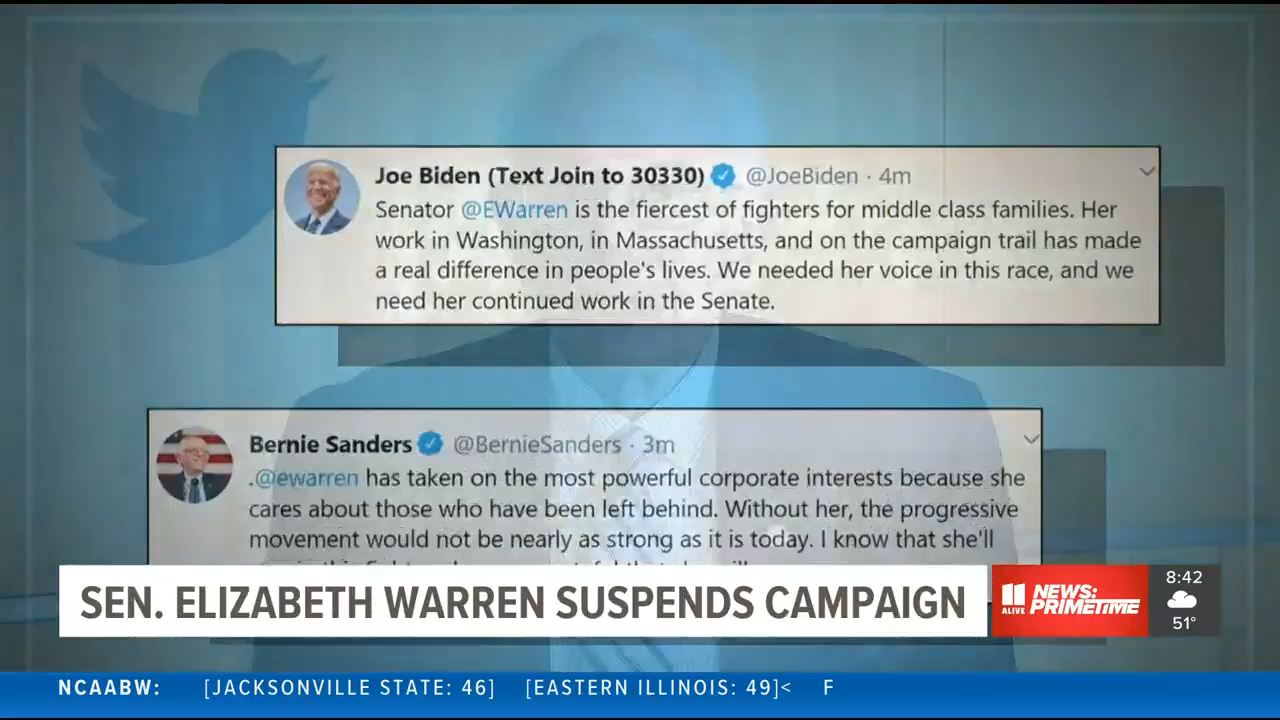 Joe Biden (Text Join to 30330) @JoeBiden · 4m
Senator @EWarren is the fiercest of fighters for middle class families. Her
work in Washington, in Massachusetts, and on the campaign trail has made
a real difference in people's lives. We needed her voice in this race, and we
need her continued work in the Senate.
Bernie Sanders @BernieSanders · 3m
.@ewarren has taken on the most powerful corporate interests because she
cares about those who have been left behind. Without her, the progressive
movement would not be nearly as strong as it is today. I know that she'll
SEN. ELIZABETH WARREN SUSPENDS CAMPAIGN
11 ALIVE NEWS: PRIMETIME
8:42
51°
NCAABW: [JACKSONVILLE STATE: 46] [EASTERN ILLINOIS: 49]< F